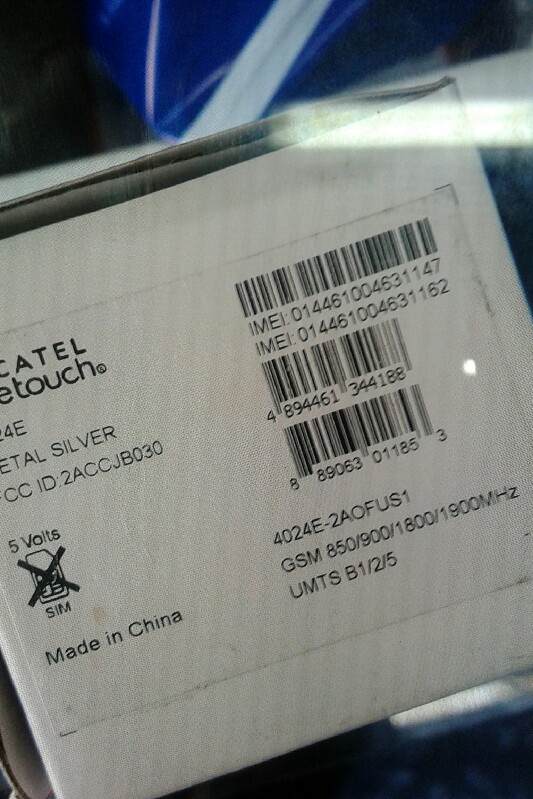 CATEL
etouch®
24E
ETAL SILVER
FCC ID:2ACCJB030
5 Volts
SIM
Made in China
IMEI: 014461004631147
IMEI: 014461004631162
4 894461 344188
8 89063 01185 3
4024E-2AOFUS1
GSM 850/900/1800/1900MHz
UMTS B1/2/5